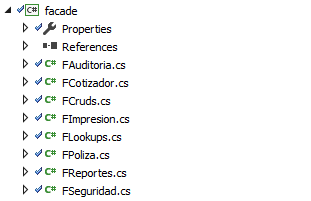 C# facade
Properties
References
C# FAuditoria.cs
C# FCotizador.cs
C# FCruds.cs
C# FImpresion.cs
C# FLookups.cs
C# FPoliza.cs
C# FReportes.cs
C# FSeguridad.cs